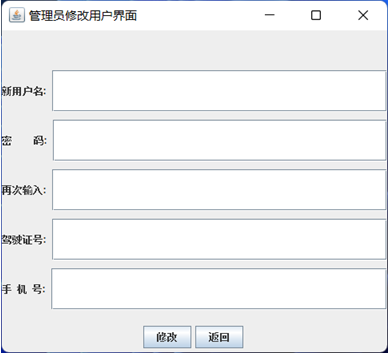 管理员修改用户界面
新用户名:
密 码:
再次输入:
驾驶证号:
手 机 号:
修改 返回